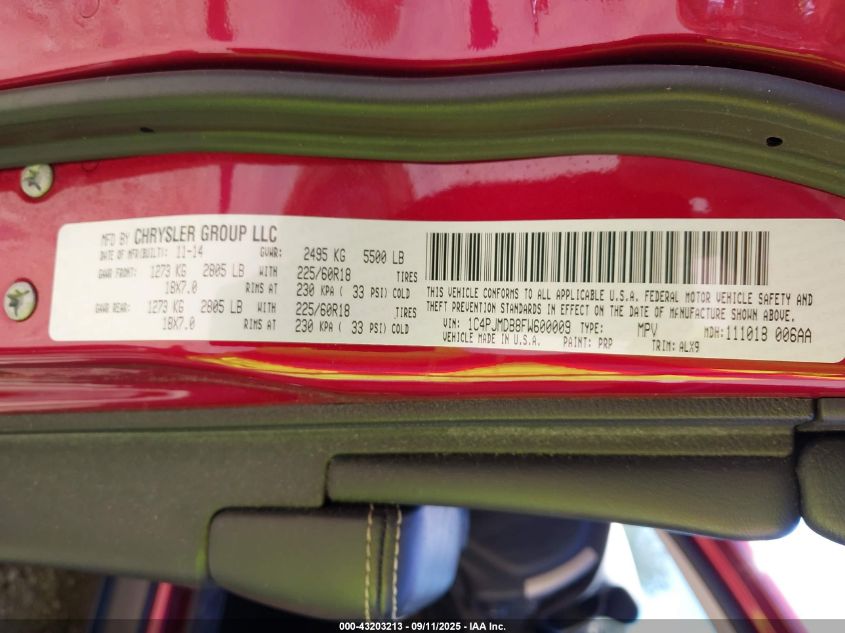 MFD BY CHRYSLER GROUP LLC
DATE OF MFR(BUILT): 11-14 GVWR: 2495 KG 5500 LB
GAWR FRONT: 1273 KG 2805 LB WITH 225/60R18 TIRES
18X7.0 RIMS AT 230 KPA ( 33 PSI) COLD
GAWR REAR: 1273 KG 2805 LB WITH 225/60R18 TIRES
18X7.0 RIMS AT 230 KPA ( 33 PSI) COLD
THIS VEHICLE CONFORMS TO ALL APPLICABLE U.S.A. FEDERAL MOTOR VEHICLE SAFETY AND
THEFT PREVENTION STANDARDS IN EFFECT ON THE DATE OF MFNUFACTURE SHOWN ABOVE.
VIN: 1C4PJMDB8FW600009 TYPE: MPV MDH:111013 006AA
VEHICLE MADE IN U.S.A. PAINT: PRP TRIM: ALX9
000-43203213 - 09/11/2025 - IAA Inc.